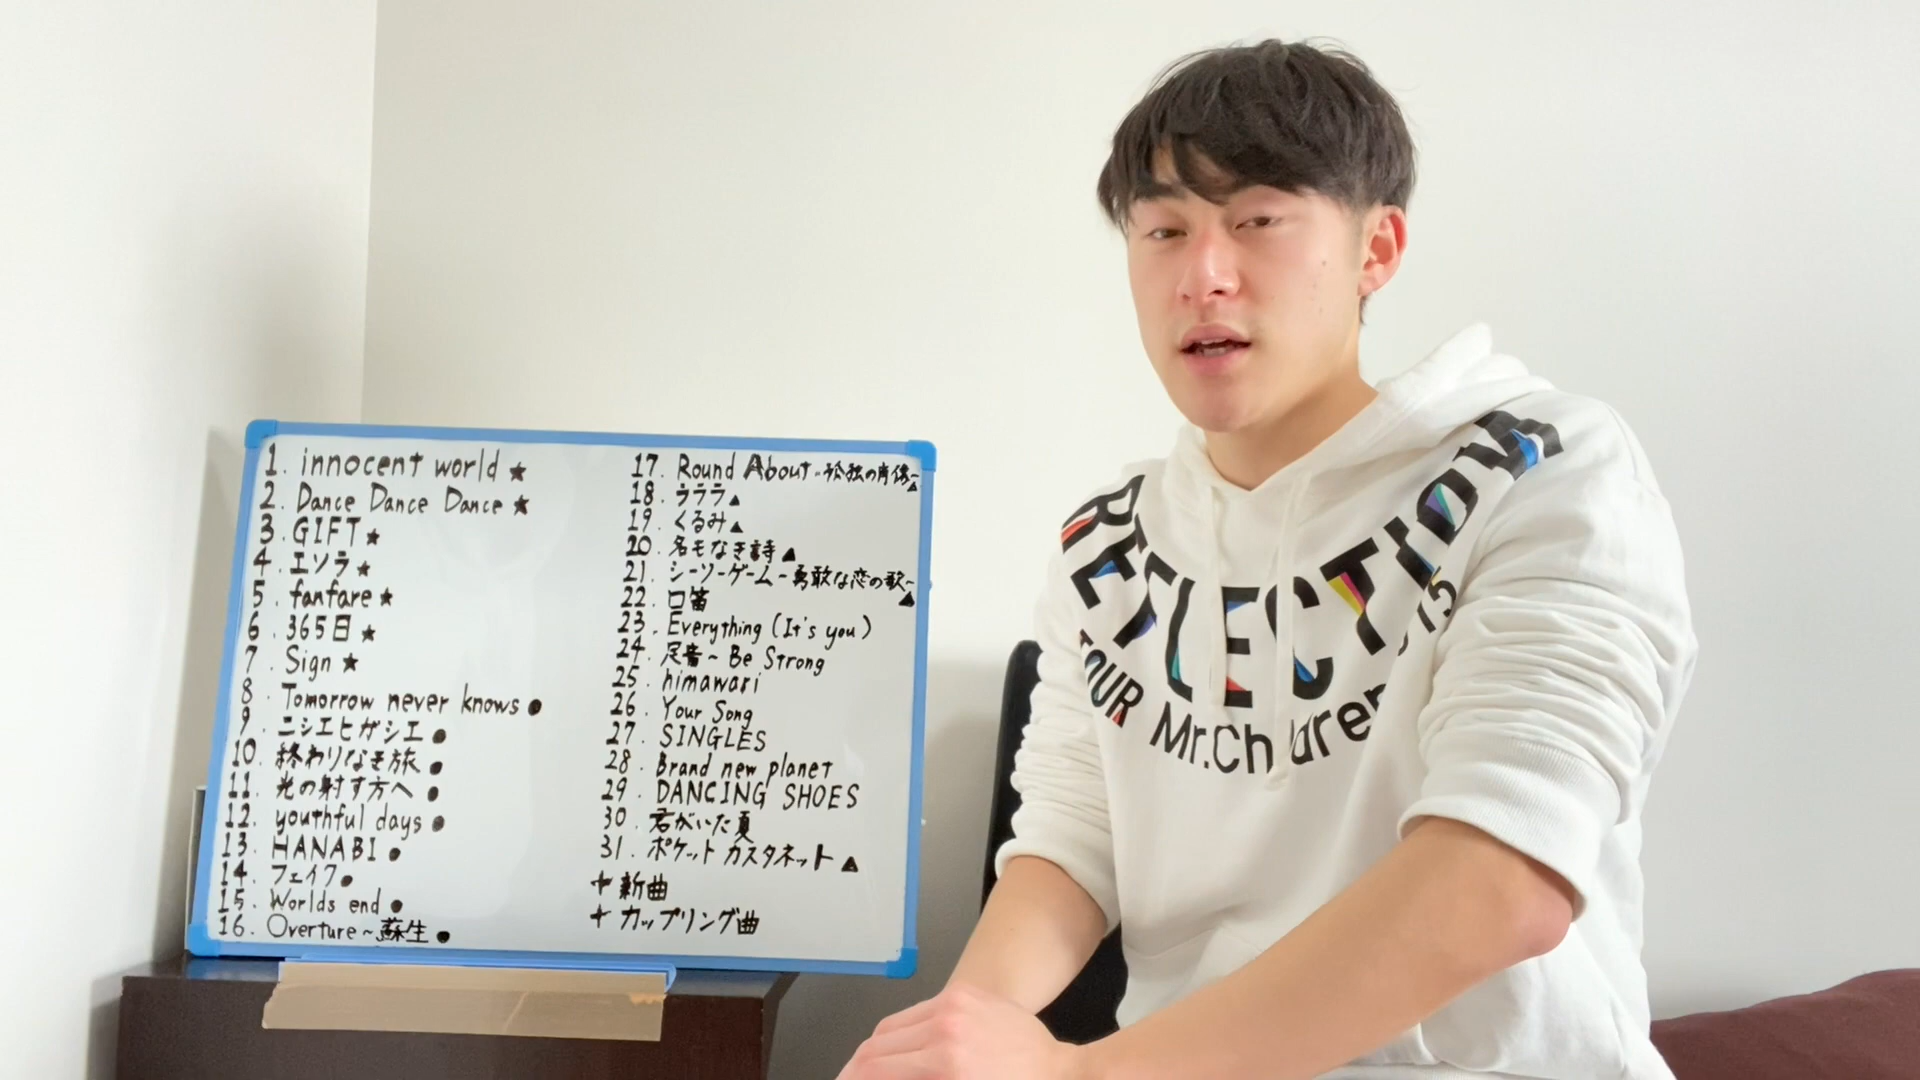 1. innocent world ★
2. Dance Dance Dance ★
3. GIFT ★
4. エソラ ★
5. fanfare ★
6. 365日 ★
7. Sign ★
8. Tomorrow never knows ●
9. ニシエヒガシエ ●
10. 終わりなき旅 ●
11. 光の射す方へ ●
12. youthful days ●
13. HANABI ●
14. フェイク ●
15. Worlds end ●
16. Overture~蘇生 ●
17. Round About~孤独の肖像~ ▲
18. ラララ ▲
19. くるみ ▲
20. 名もなき詩 ▲
21. シーソーゲーム~勇敢な恋の歌~ ▲
22. 口笛
23. Everything (It's you)
24. 足音~Be Strong
25. himawari
26. Your Song
27. SINGLES
28. Brand new planet
29. DANCING SHOES
30. 君がいた夏
31. ポケット カスタネット ▲
+ 新曲
+ カップリング曲
REFLECTION
TOUR Mr.Ch ldren 15